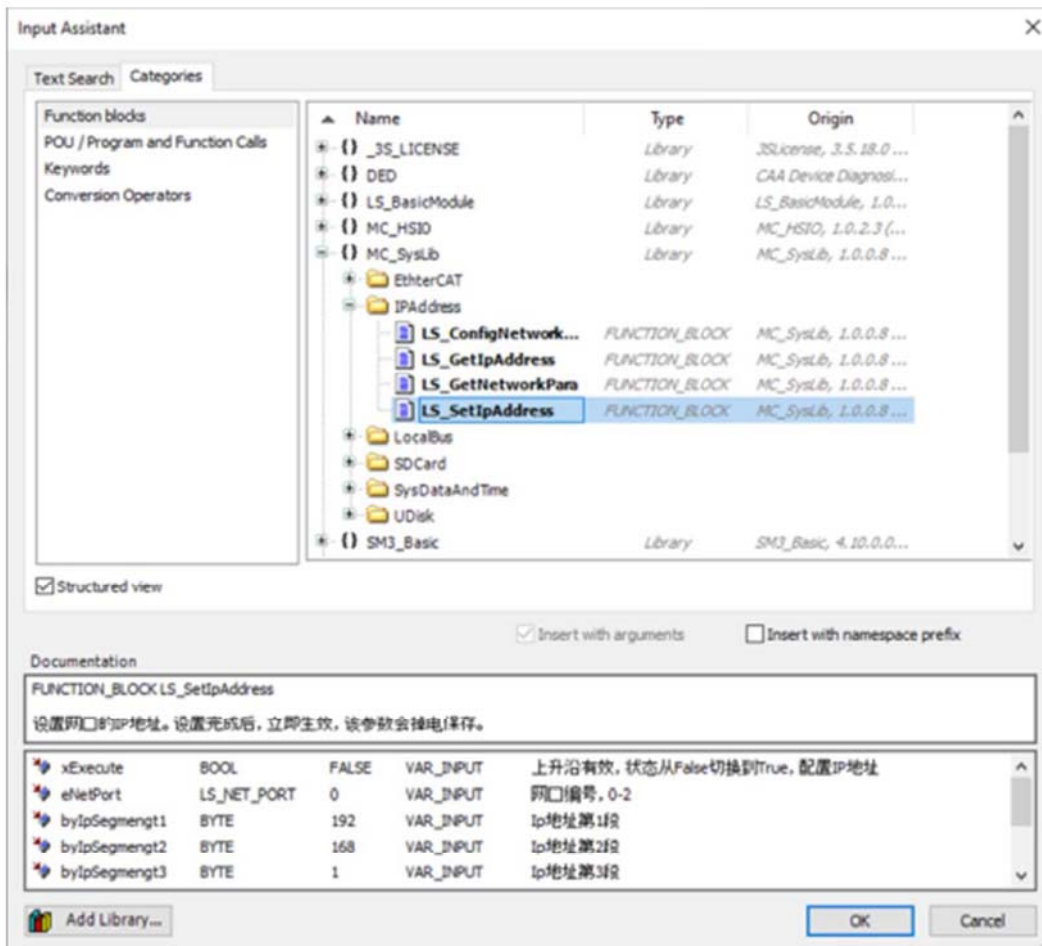 Input Assistant
Text Search Categories
Function blocks
POU / Program and Function Calls
Keywords
Conversion Operators
Name Type Origin
{} _3S_LICENSE Library 3SLicense, 3.5.18.0 ...
{} DED Library CAA Device Diagnosi...
{} LS_BasicModule Library LS_BasicModule, 1.0...
{} MC_HSIO Library MC_HSIO, 1.0.2.3 (...
{} MC_SysLib Library MC_SysLib, 1.0.0.8 ...
EthterCAT
IPAddress
LS_ConfigNetwork... FUNCTION_BLOCK MC_SysLib, 1.0.0.8 ...
LS_GetIpAddress FUNCTION_BLOCK MC_SysLib, 1.0.0.8 ...
LS_GetNetworkPara FUNCTION_BLOCK MC_SysLib, 1.0.0.8 ...
LS_SetIpAddress FUNCTION_BLOCK MC_SysLib, 1.0.0.8 ...
LocalBus
SDCard
SysDataAndTime
UDisk
{} SM3_Basic Library SM3_Basic, 4.10.0.0...
Structured view
Insert with arguments Insert with namespace prefix
Documentation
FUNCTION_BLOCK LS_SetIpAddress
设置网口的IP地址。设置完成后，立即生效，该参数会掉电保存。
xExecute BOOL FALSE VAR_INPUT 上升沿有效，状态从False切换到True，配置IP地址
eNetPort LS_NET_PORT 0 VAR_INPUT 网口编号，0-2
byIpSegmengt1 BYTE 192 VAR_INPUT Ip地址第1段
byIpSegmengt2 BYTE 168 VAR_INPUT Ip地址第2段
byIpSegmengt3 BYTE 1 VAR_INPUT Ip地址第3段
Add Library... OK Cancel